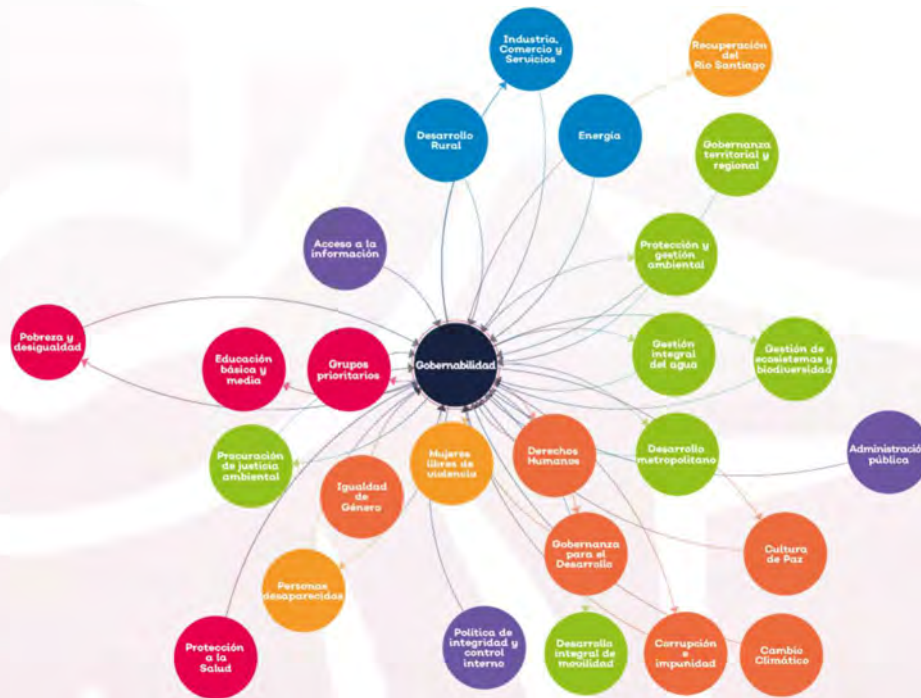 Industria,
Comercio y
Servicios
Recuperación
del
Río Santiago
Desarrollo
Rural
Energía
Gobernanza
territorial y
regional
Acceso a la
información
Protección y
gestión
ambiental
Pobreza y
desigualdad
Educación
básica y
media
Grupos
prioritarios
Gobernabilidad
Gestión
integral
del agua
Gestión de
ecosistemas y
biodiversidad
Procuración
de justicia
ambiental
Igualdad
de
Género
Mujeres
libres de
violencia
Derechos
Humanos
Desarrollo
metropolitano
Administración
pública
Personas
desaparecidas
Gobernanza
para el
Desarrollo
Cultura
de Paz
Protección
a la
Salud
Política de
integridad y
control
interno
Desarrollo
integral de
movilidad
Corrupción
e
impunidad
Cambio
Climático